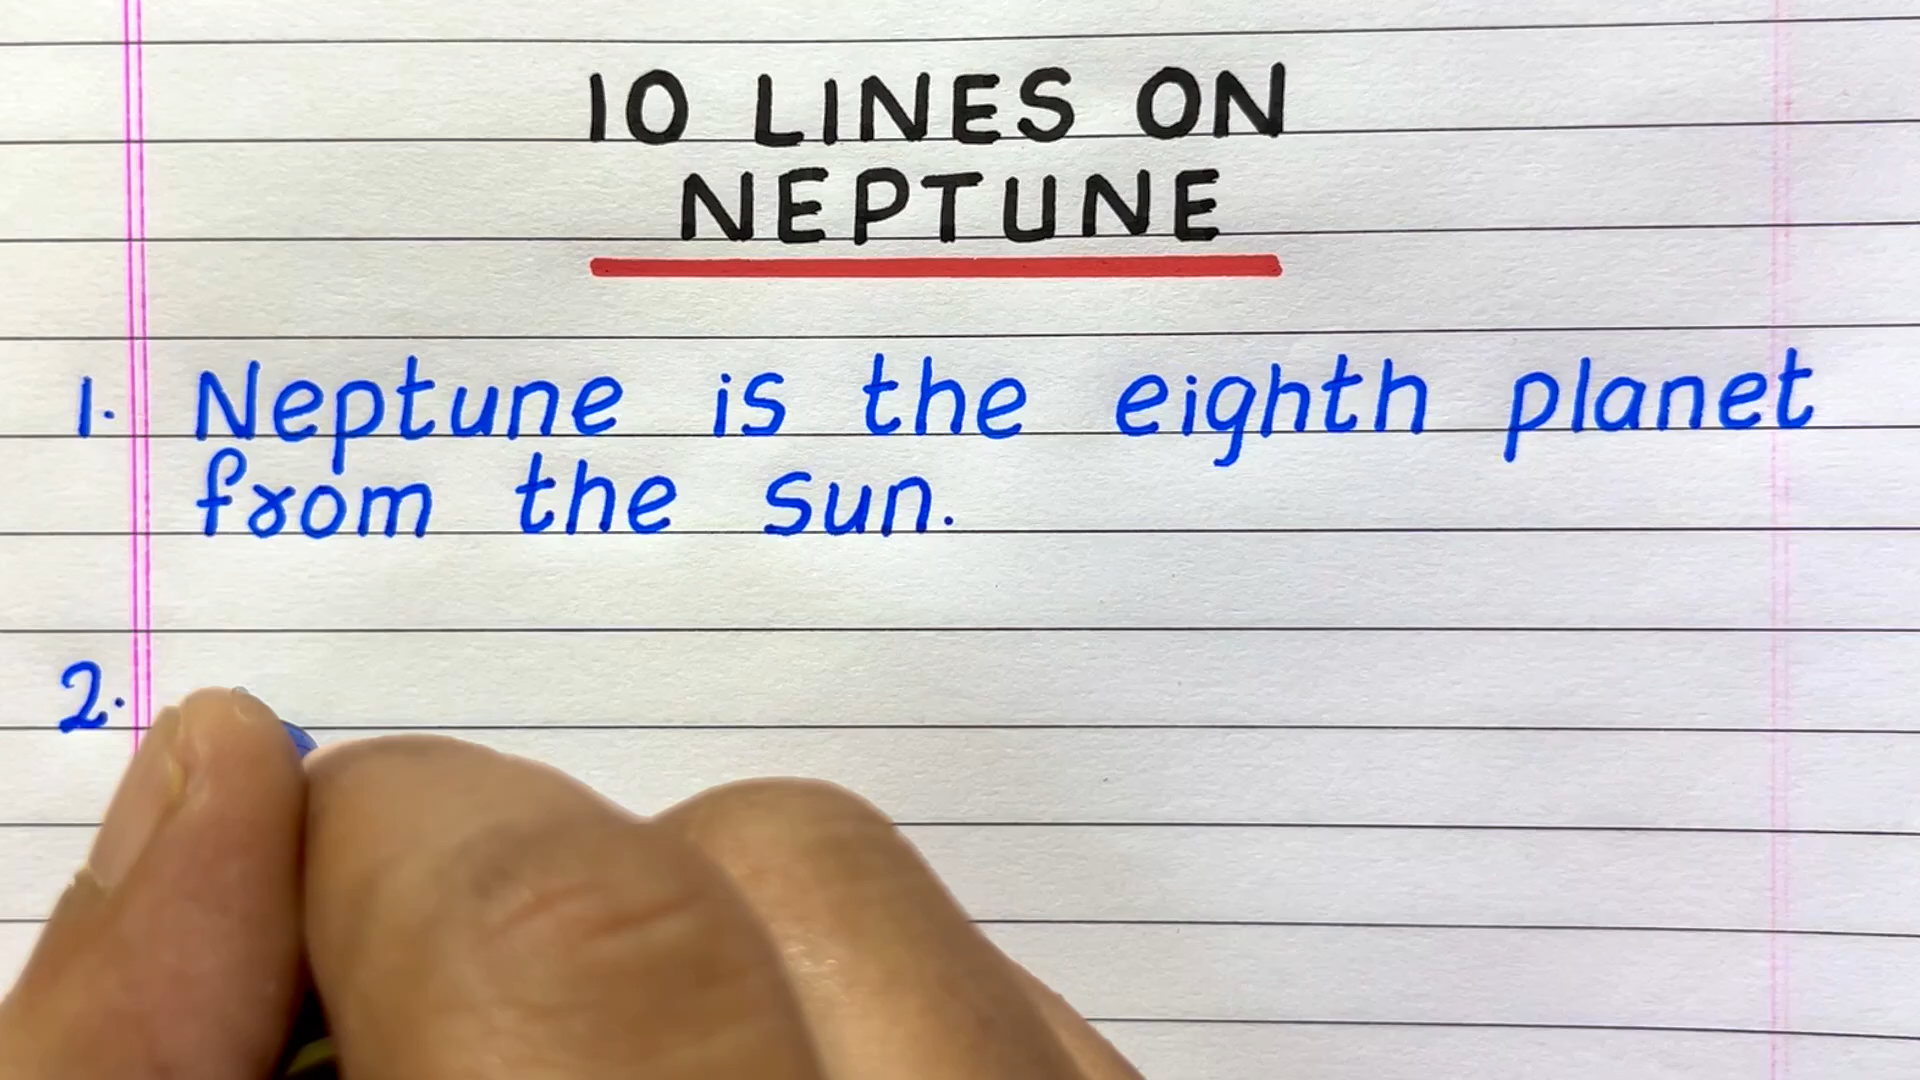 10 LINES ON
NEPTUNE
1. Neptune is the eighth planet
from the sun.
2.